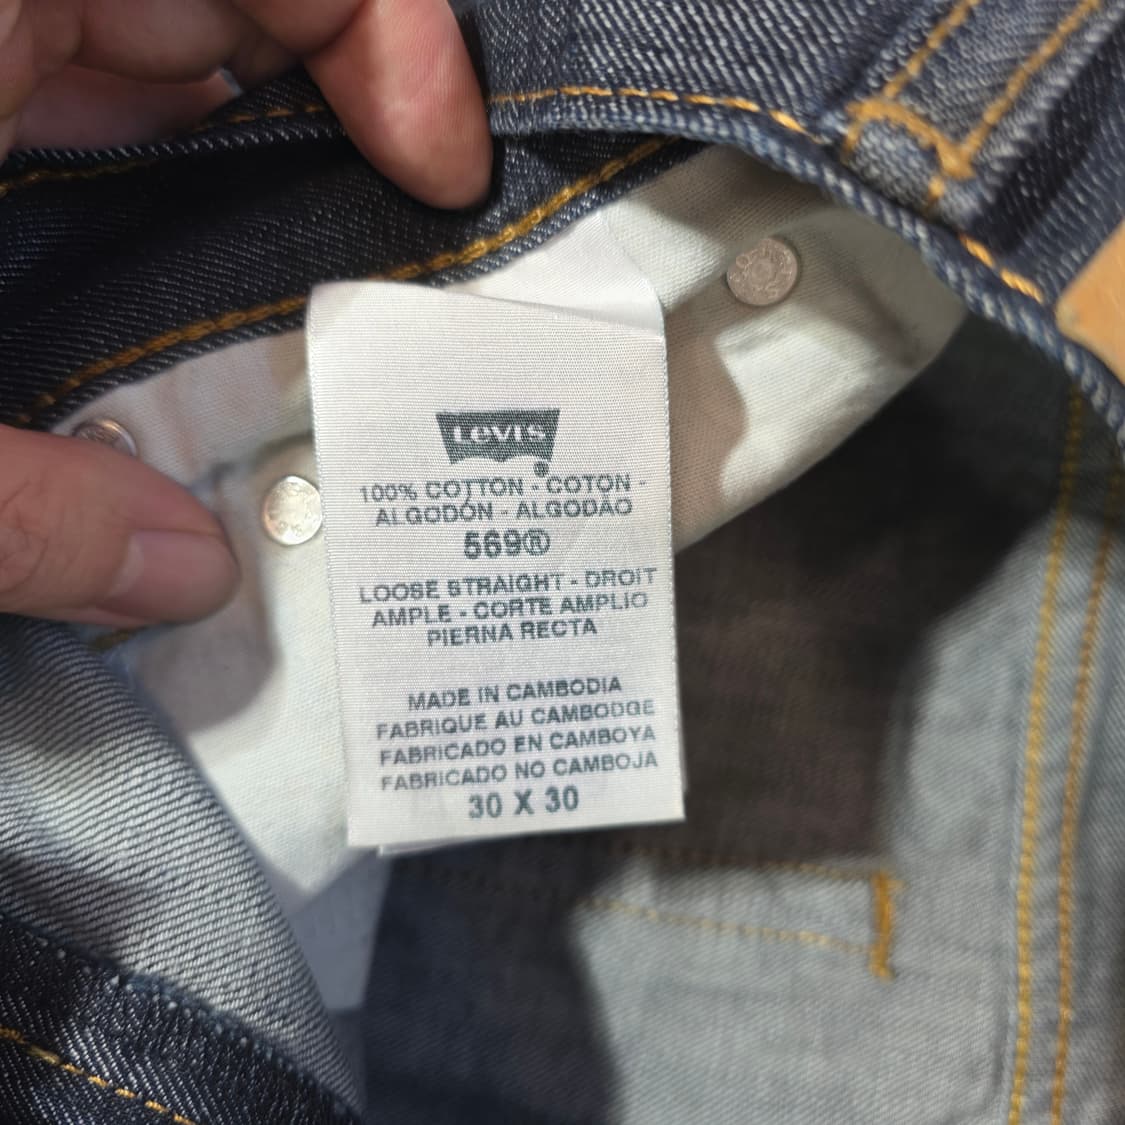 Levi's
100% COTTON - COTON -
ALGODÓN - ALGODÃO
569®
LOOSE STRAIGHT - DROIT
AMPLE - CORTE AMPLIO
PIERNA RECTA
MADE IN CAMBODIA
FABRIQUE AU CAMBODGE
FABRICADO EN CAMBOYA
FABRICADO NO CAMBOJA
30 X 30